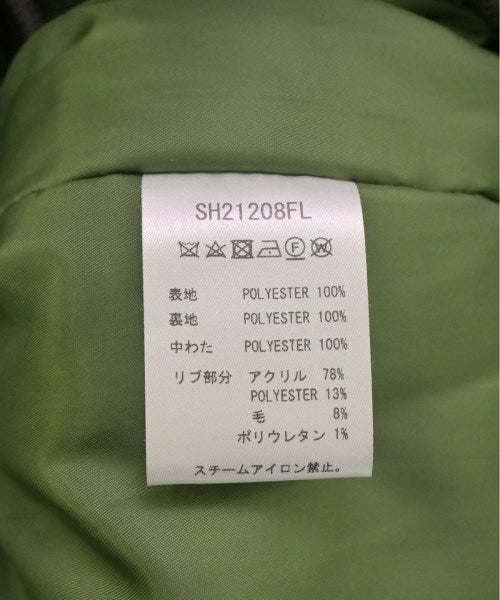 SH21208FL
F W
表地 POLYESTER 100%
裏地 POLYESTER 100%
中わた POLYESTER 100%
リブ部分 アクリル 78%
POLYESTER 13%
毛 8%
ポリウレタン 1%
スチームアイロン禁止。